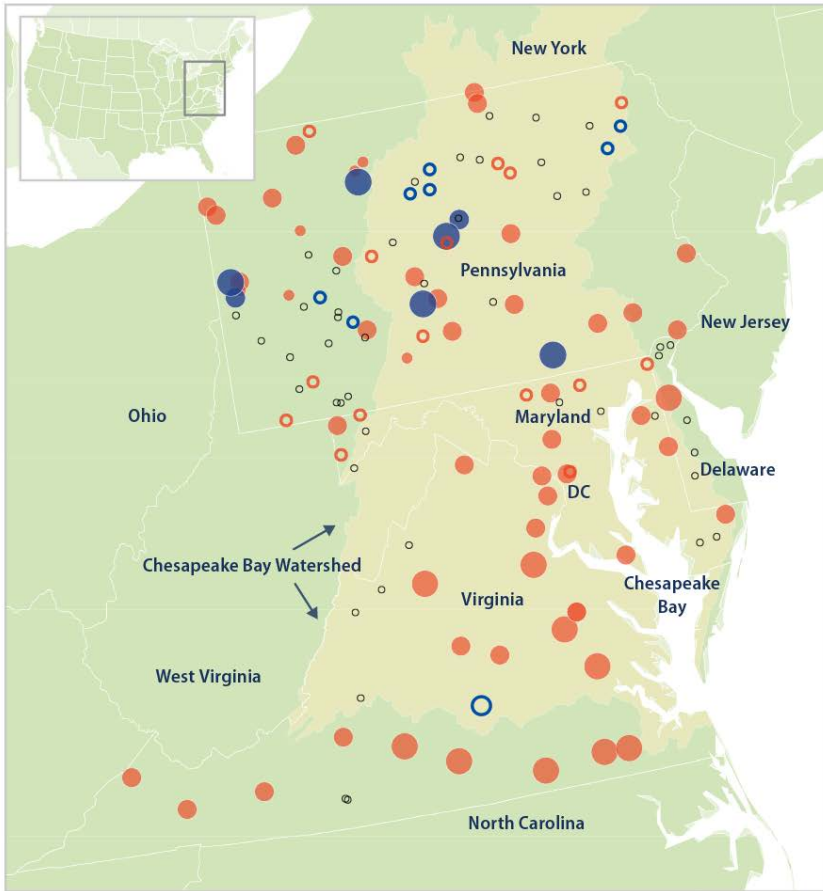 New York
Pennsylvania
New Jersey
Ohio
Maryland
Delaware
DC
Chesapeake Bay Watershed
Chesapeake
Bay
Virginia
West Virginia
North Carolina